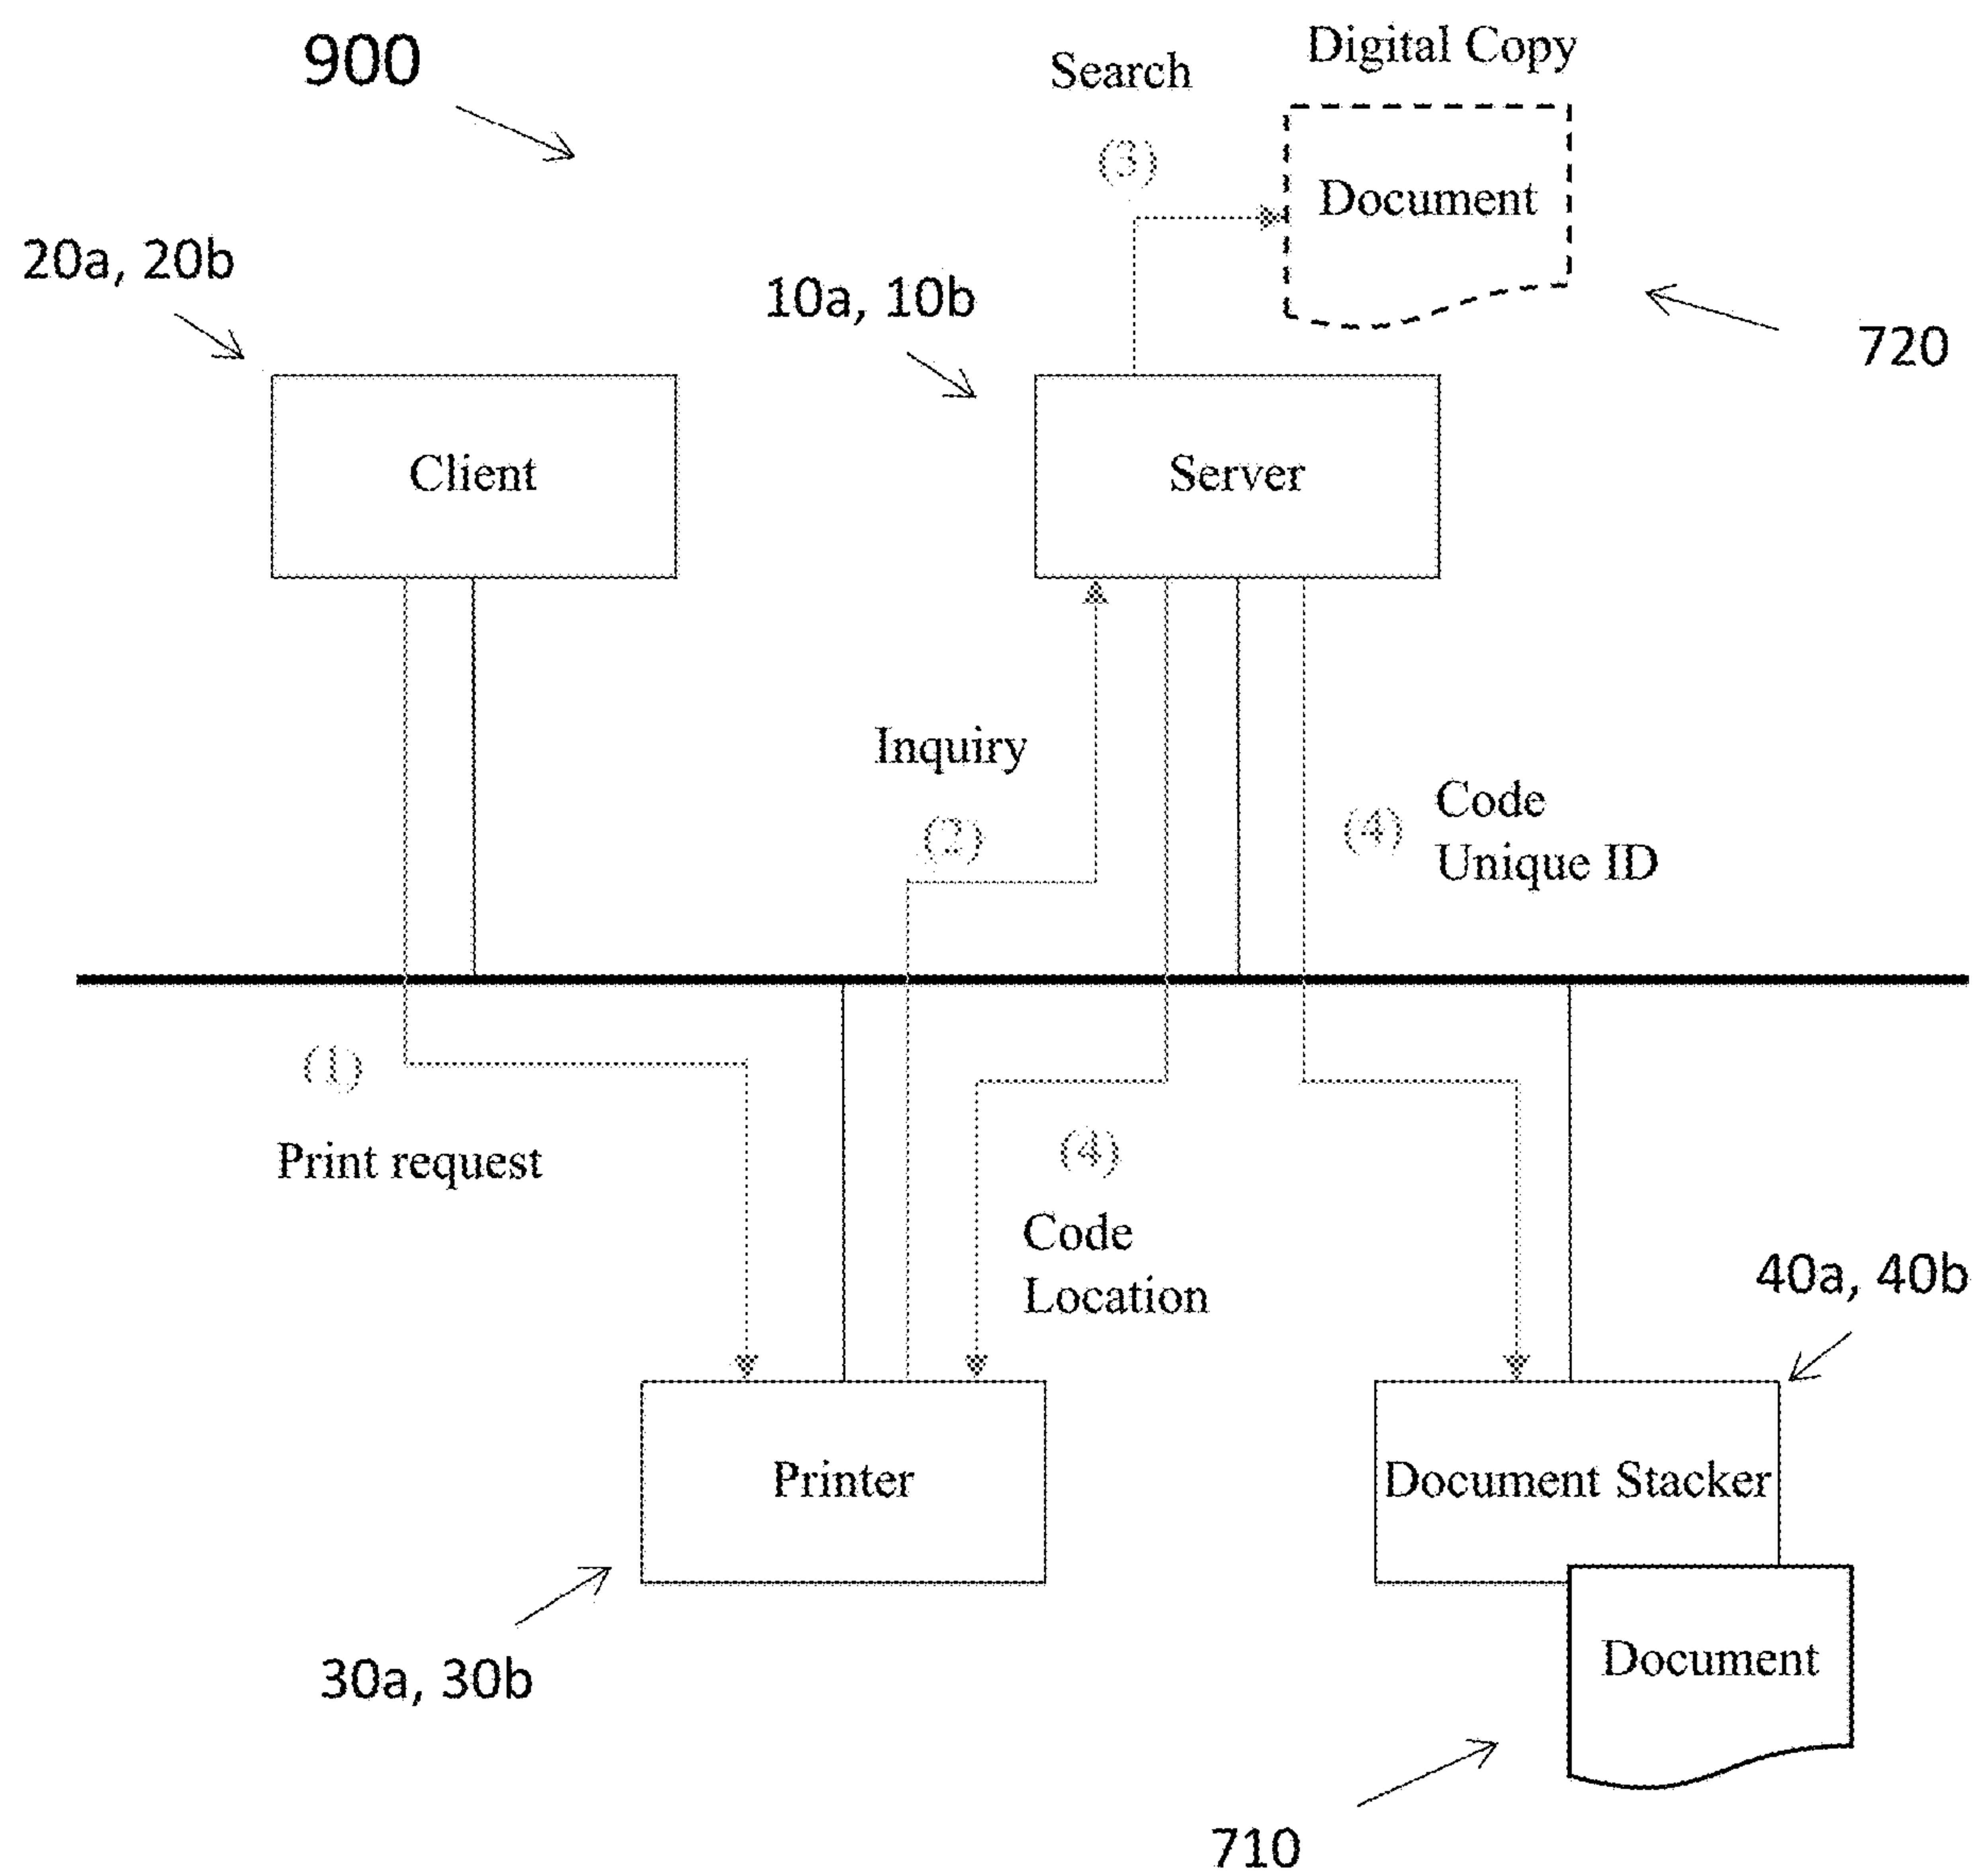 900
Digital Copy
Search
(3)
Document
20a, 20b
10a, 10b
720
Client
Server
Inquiry
(2)
(4)
Code
Unique ID
(1)
Print request
(4)
Code
Location
40a, 40b
Printer
Document Stacker
30a, 30b
Document
710